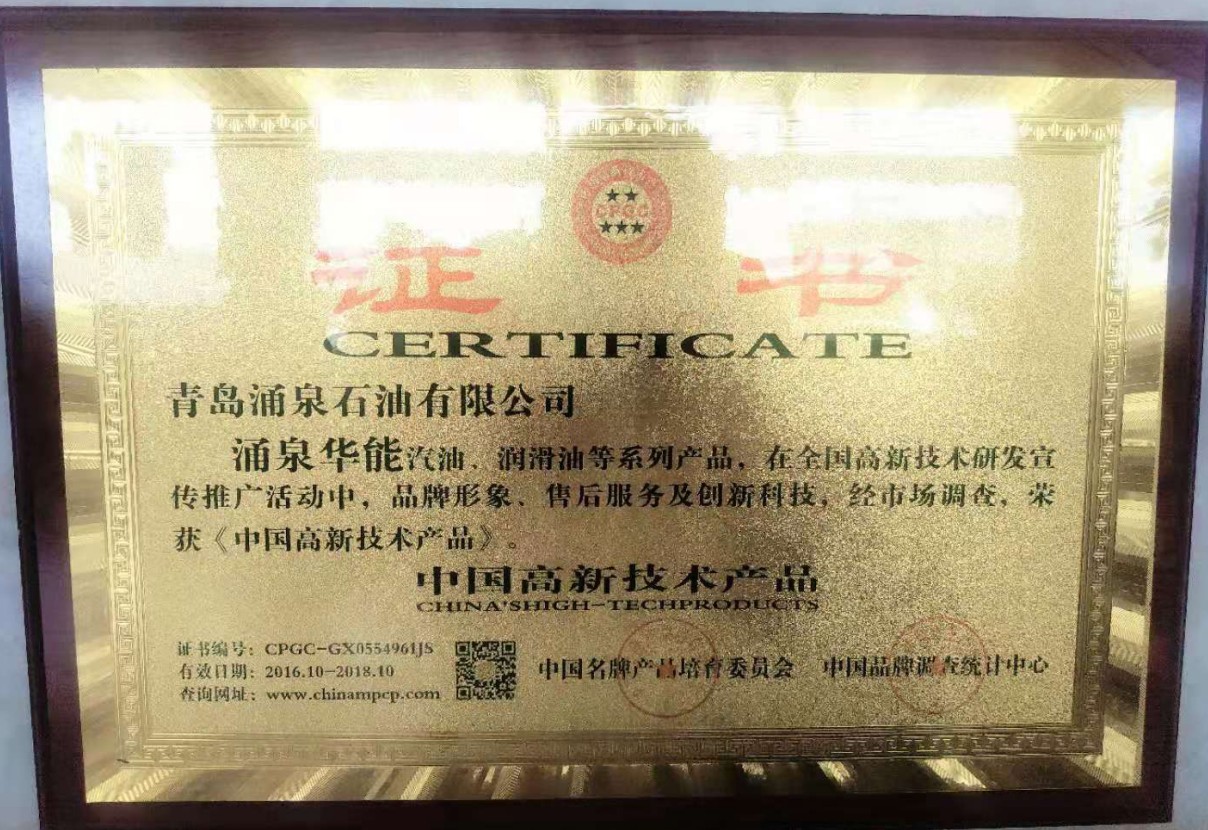 CPGC
证书
CERTIFICATE
青岛涌泉石油有限公司
涌泉华能汽油、润滑油等系列产品，在全国高新技术研发宣
传推广活动中，品牌形象、售后服务及创新科技，经市场调查，荣
获《中国高新技术产品》。
中国高新技术产品
CHINA'SHIGH-TECHPRODUCTS
证书编号：CPGC-GX0554961JS
有效日期：2016.10-2018.10
查询网址：www.chinampcp.com
中国名牌产品培育委员会 中国品牌调查统计中心